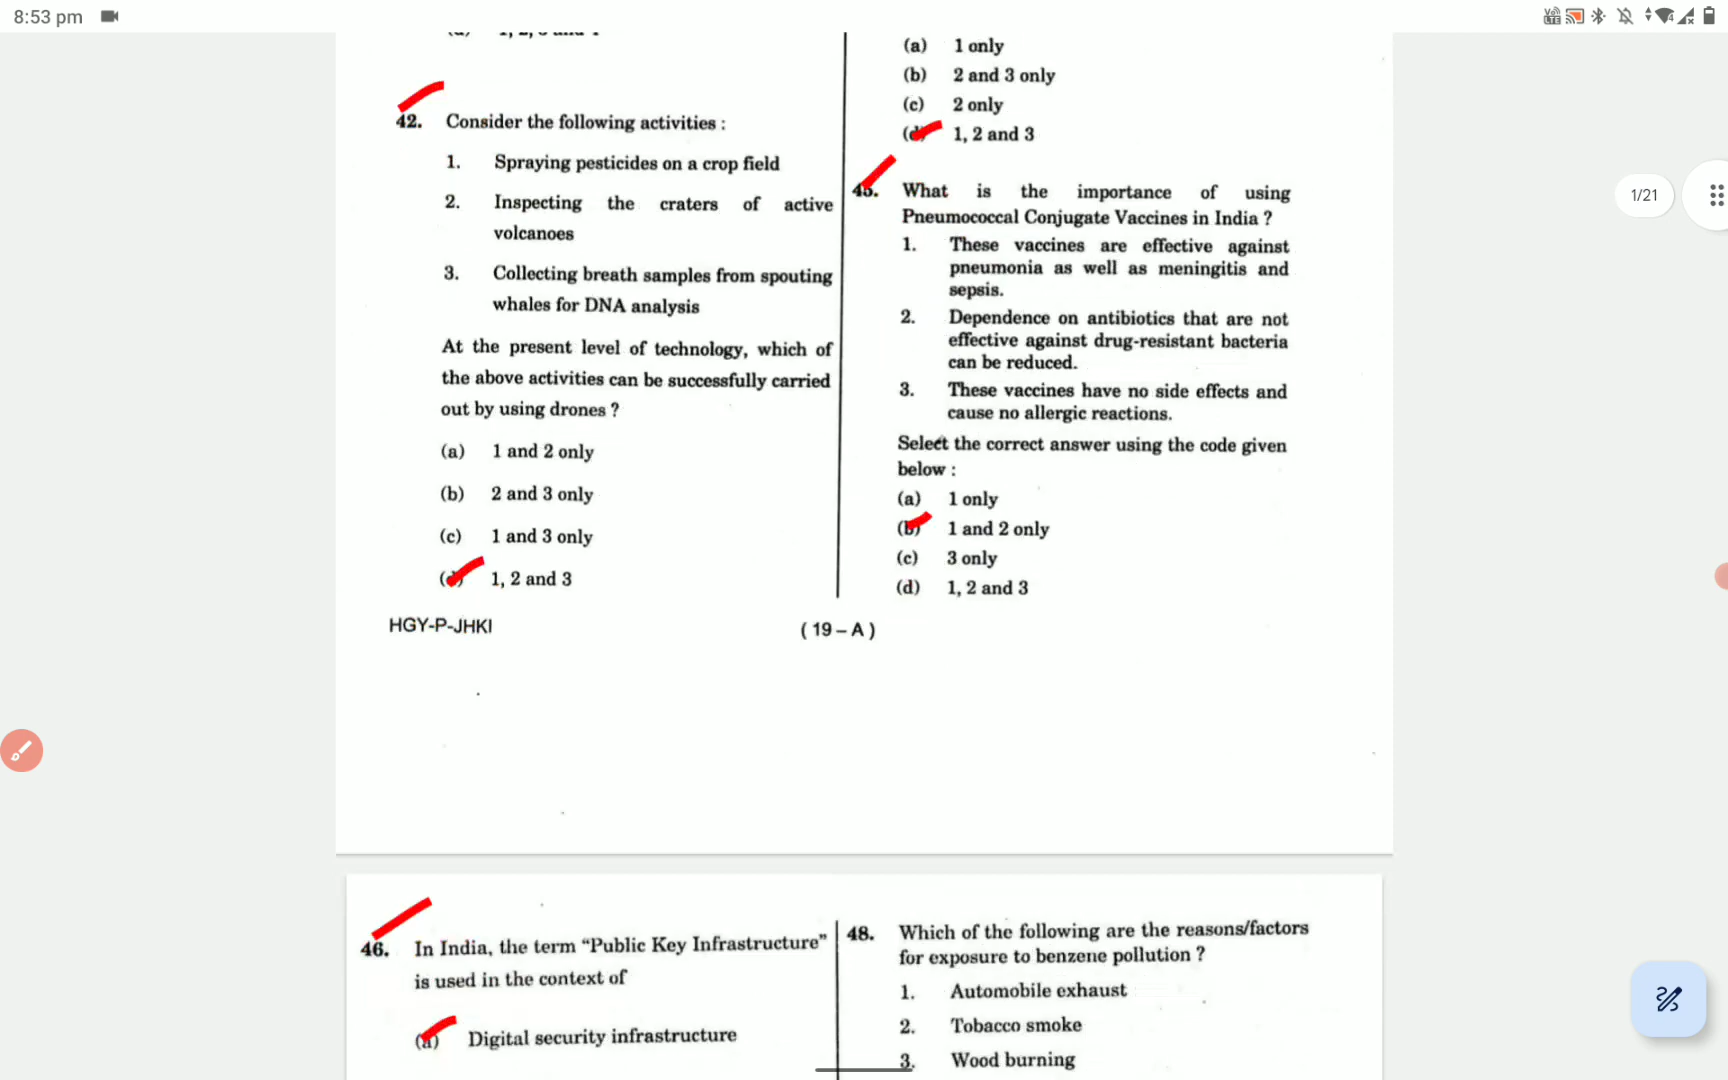 8:53 pm
42. Consider the following activities :
1. Spraying pesticides on a crop field
2. Inspecting the craters of active
volcanoes
3. Collecting breath samples from spouting
whales for DNA analysis
At the present level of technology, which of
the above activities can be successfully carried
out by using drones ?
(a) 1 and 2 only
(b) 2 and 3 only
(c) 1 and 3 only
(d) 1, 2 and 3
(a) 1 only
(b) 2 and 3 only
(c) 2 only
(d) 1, 2 and 3
45. What is the importance of using
Pneumococcal Conjugate Vaccines in India ?
1. These vaccines are effective against
pneumonia as well as meningitis and
sepsis.
2. Dependence on antibiotics that are not
effective against drug-resistant bacteria
can be reduced.
3. These vaccines have no side effects and
cause no allergic reactions.
Select the correct answer using the code given
below :
(a) 1 only
(b) 1 and 2 only
(c) 3 only
(d) 1, 2 and 3
HGY-P-JHKI
( 19 – A )
1/21
46. In India, the term “Public Key Infrastructure”
is used in the context of
(a) Digital security infrastructure
48. Which of the following are the reasons/factors
for exposure to benzene pollution ?
1. Automobile exhaust
2. Tobacco smoke
3. Wood burning